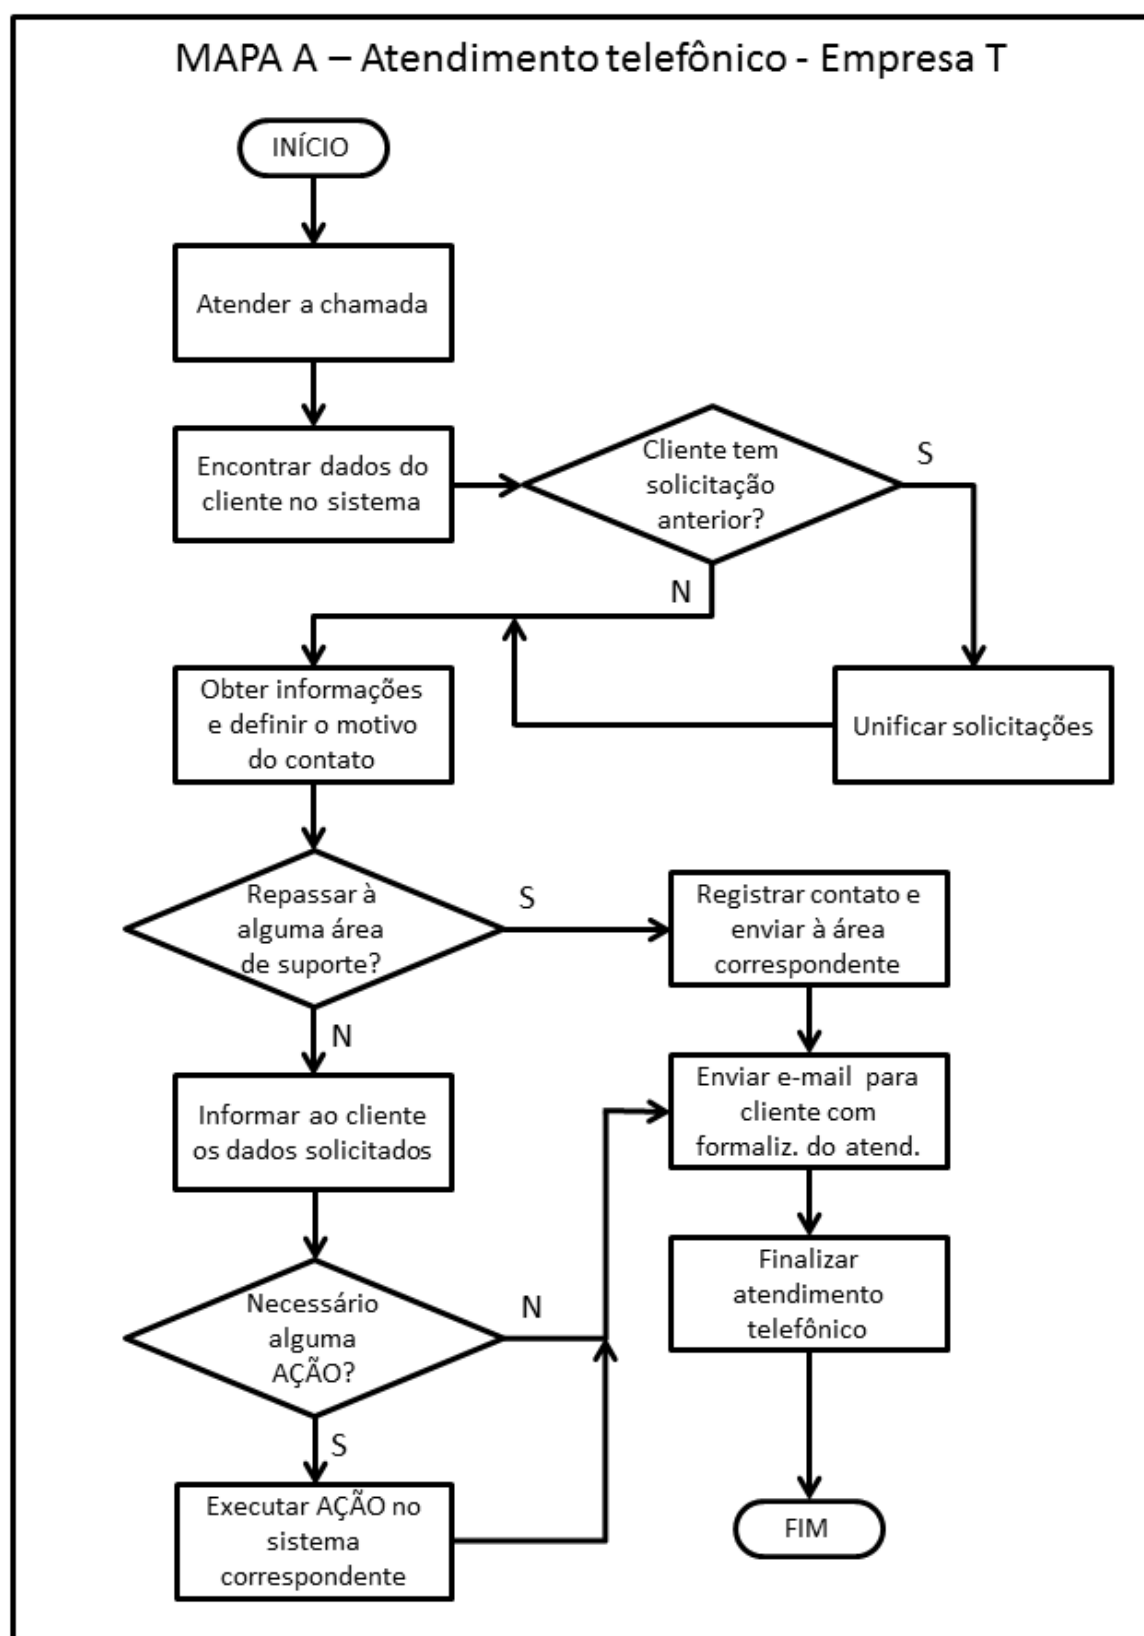 MAPA A – Atendimento telefônico - Empresa T
INÍCIO
Atender a chamada
Encontrar dados do
cliente no sistema
Cliente tem
solicitação
anterior?
S
N
Obter informações
e definir o motivo
do contato
Unificar solicitações
Repassar à
alguma área
de suporte?
S
N
Registrar contato e
enviar à área
correspondente
Informar ao cliente
os dados solicitados
Enviar e-mail para
cliente com
formaliz. do atend.
Necessário
alguma
AÇÃO?
N
S
Finalizar
atendimento
telefônico
Executar AÇÃO no
sistema
correspondente
FIM